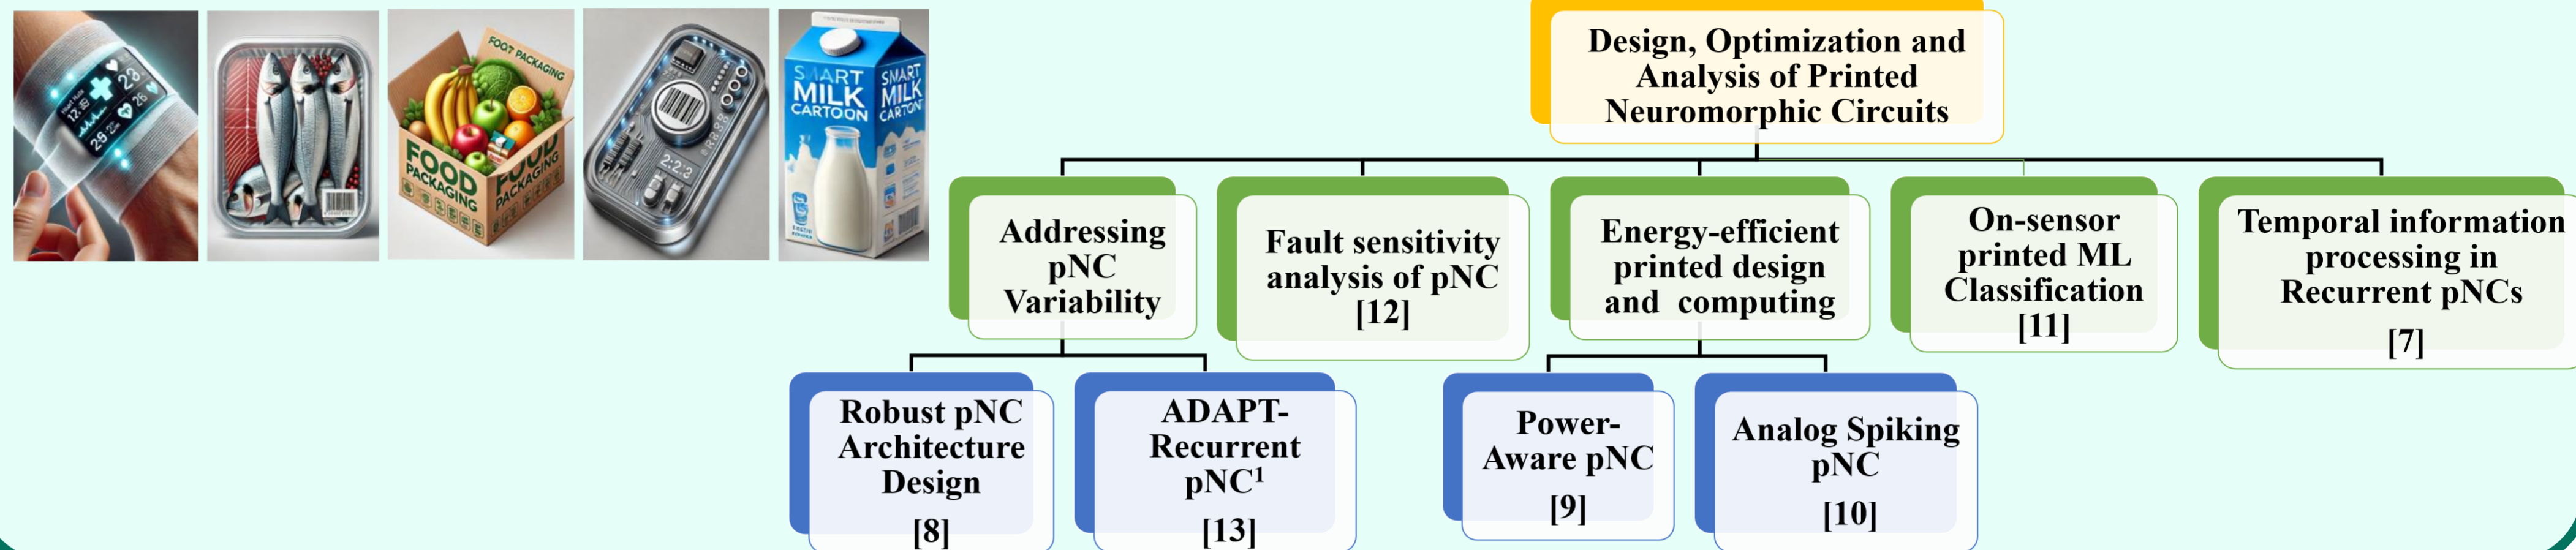 FOOT PACKAGING
FOOD
PACKAGING
SMART
MILK
CARTOON
SMART
MILK
CARTON
Design, Optimization and
Analysis of Printed
Neuromorphic Circuits
Addressing
pNC
Variability
Fault sensitivity
analysis of pNC
[12]
Energy-efficient
printed design
and computing
On-sensor
printed ML
Classification
[11]
Temporal information
processing in
Recurrent pNCs
[7]
Robust pNC
Architecture
Design
[8]
ADAPT-
Recurrent
pNC¹
[13]
Power-
Aware pNC
[9]
Analog Spiking
pNC
[10]